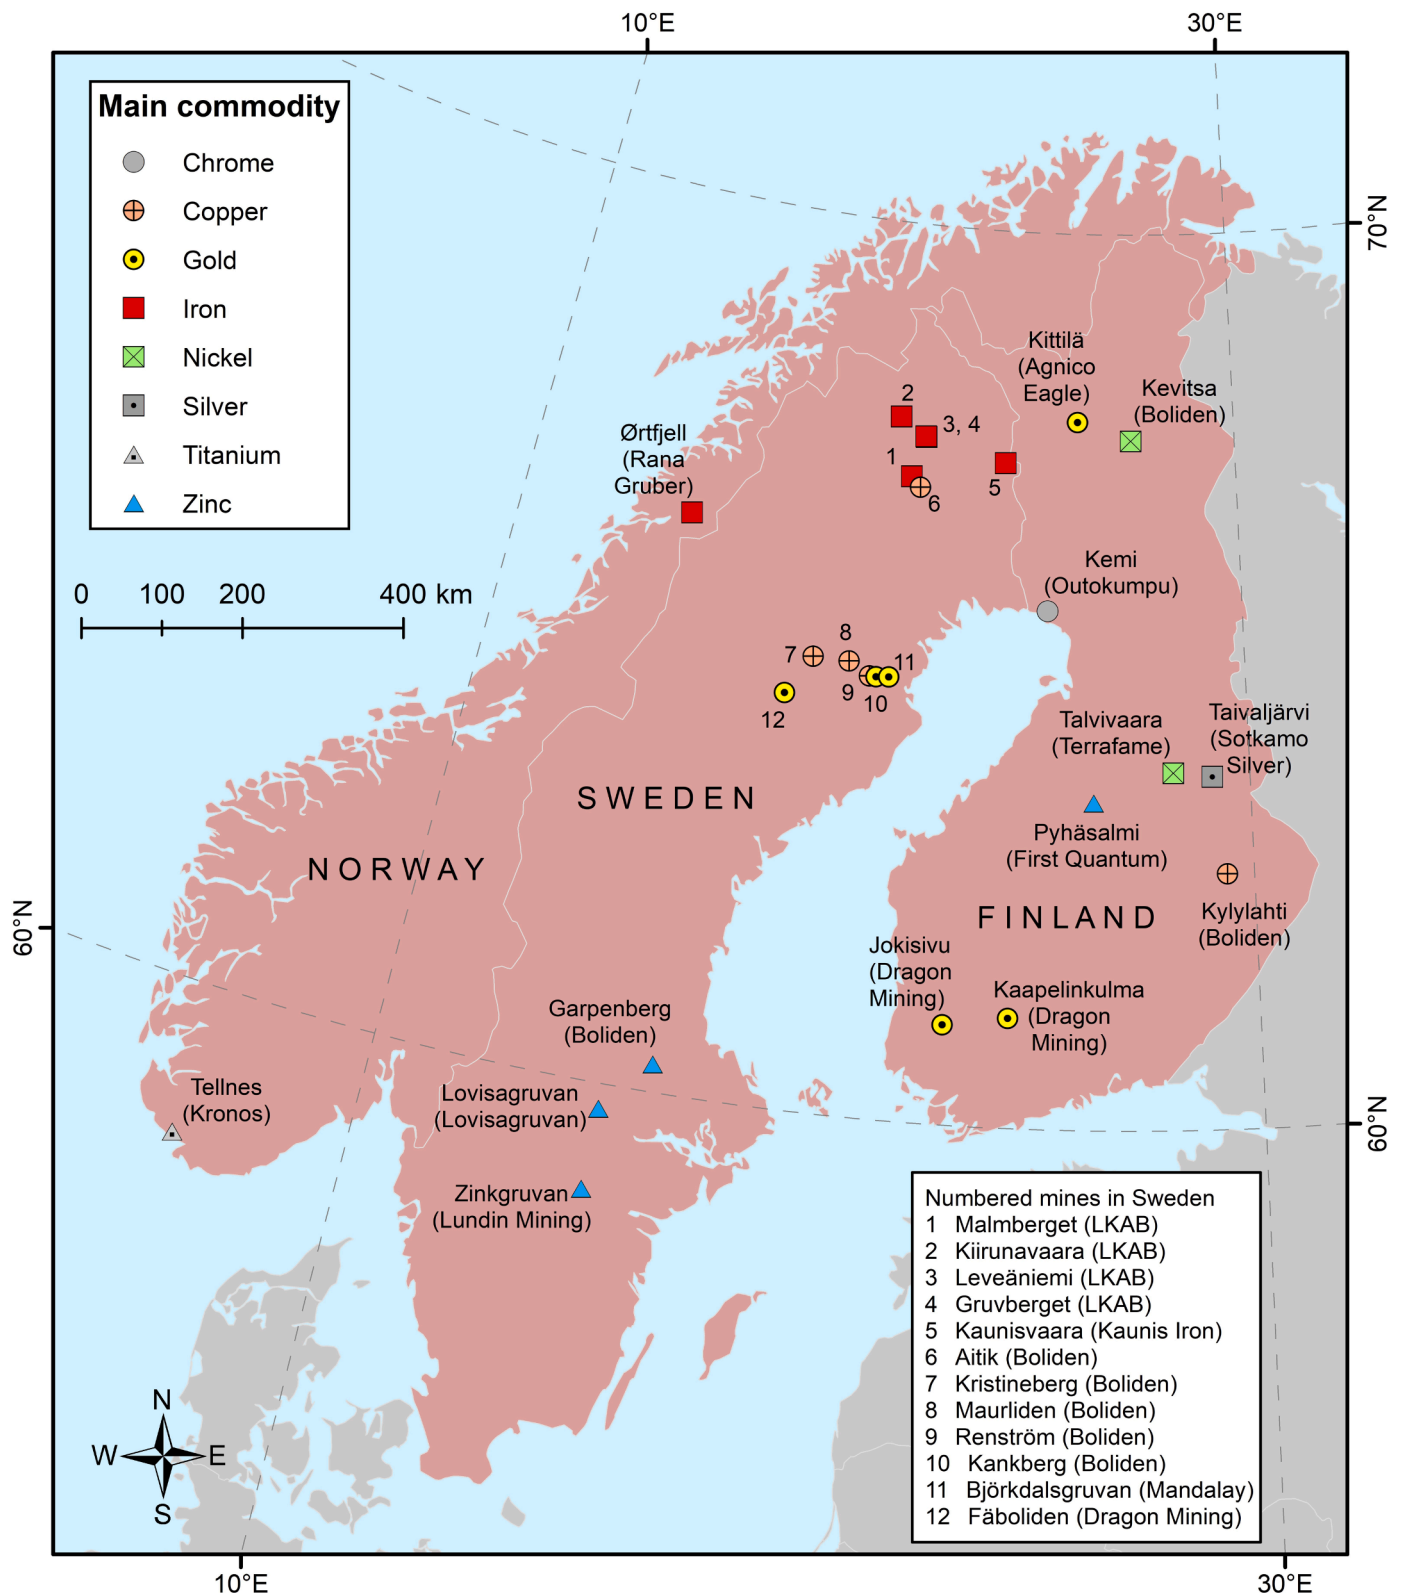 10°E
30°E
Main commodity
Chrome
Copper
Gold
Iron
Nickel
Silver
Titanium
Zinc
0 100 200 400 km
70°N
Kittilä
(Agnico
Eagle)
Kevitsa
(Boliden)
2
3, 4
1
5
6
Ørtfjell
(Rana
Gruber)
Kemi
(Outokumpu)
7
8
9
10
11
12
Talvivaara
(Terrafame)
Taivaljärvi
(Sotkamo
Silver)
SWEDEN
Pyhäsalmi
(First Quantum)
NORWAY
FINLAND
Kylylahti
(Boliden)
60°N
Jokisivu
(Dragon
Mining)
Kaapelinkulma
(Dragon
Mining)
Garpenberg
(Boliden)
Lovisagruvan
(Lovisagruvan)
Tellnes
(Kronos)
60°N
Zinkgruvan
(Lundin Mining)
Numbered mines in Sweden
1 Malmberget (LKAB)
2 Kiirunavaara (LKAB)
3 Leveäniemi (LKAB)
4 Gruvberget (LKAB)
5 Kaunisvaara (Kaunis Iron)
6 Aitik (Boliden)
7 Kristineberg (Boliden)
8 Maurliden (Boliden)
9 Renström (Boliden)
10 Kankberg (Boliden)
11 Björkdalsgruvan (Mandalay)
12 Fäboliden (Dragon Mining)
N
W E
S
10°E
30°E